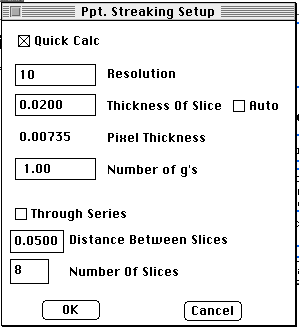 Ppt. Streaking Setup
Quick Calc
10 Resolution
0.0200 Thickness Of Slice Auto
0.00735 Pixel Thickness
1.00 Number of g's
Through Series
0.0500 Distance Between Slices
8 Number Of Slices
OK Cancel